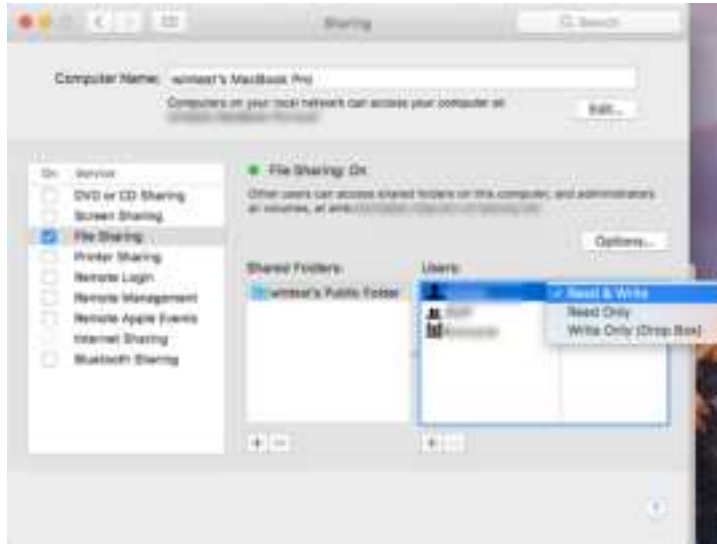 Sharing
Search
Computer Name: wintest's MacBook Pro
Computers on your local network can access your computer at
Edit...
On Service
DVD or CD Sharing
Screen Sharing
File Sharing
Printer Sharing
Remote Login
Remote Management
Remote Apple Events
Internet Sharing
Bluetooth Sharing
File Sharing: On
Other users can access shared folders on this computer, and administrators
all volumes, at
Options...
Shared Folders:
wintest's Public Folder
Users:
Read & Write
Read Only
Write Only (Drop Box)